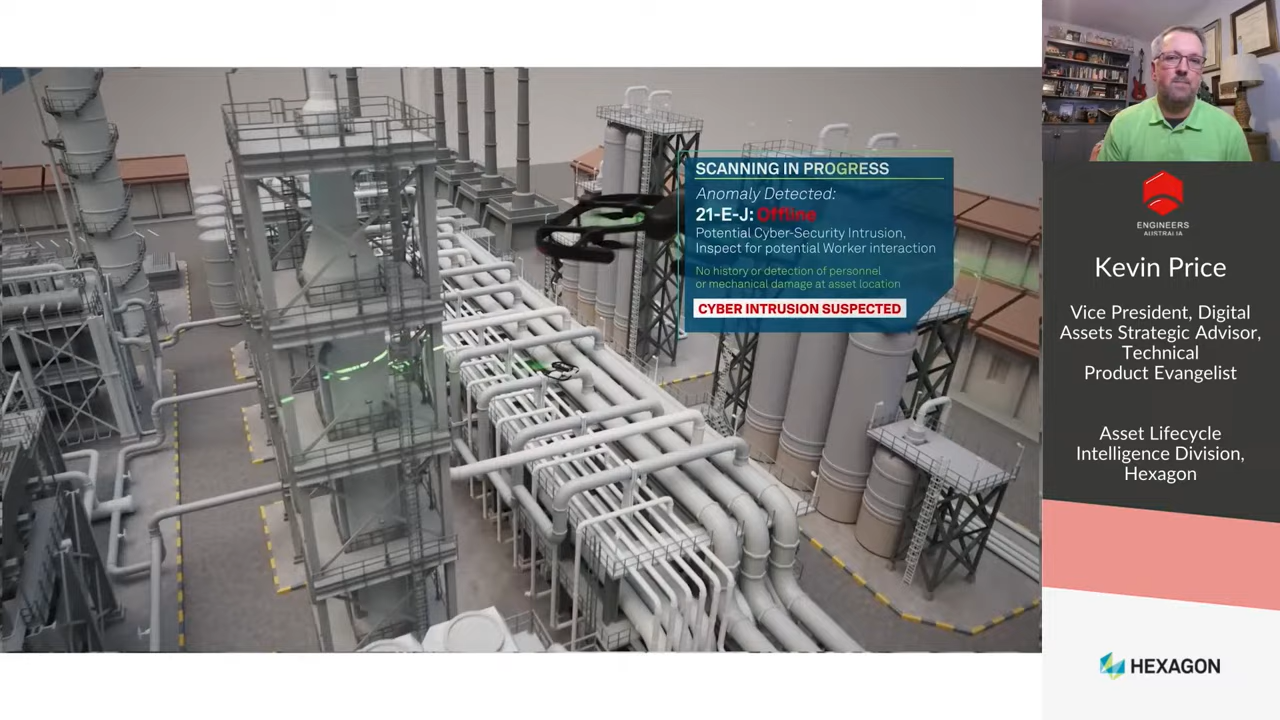 SCANNING IN PROGRESS
Anomaly Detected:
21-E-J: Offline
Potential Cyber-Security Intrusion,
Inspect for potential Worker interaction
No history or detection of personnel
or mechanical damage at asset location
CYBER INTRUSION SUSPECTED
ENGINEERS
AUSTRALIA
Kevin Price
Vice President, Digital
Assets Strategic Advisor,
Technical
Product Evangelist
Asset Lifecycle
Intelligence Division,
Hexagon
HEXAGON